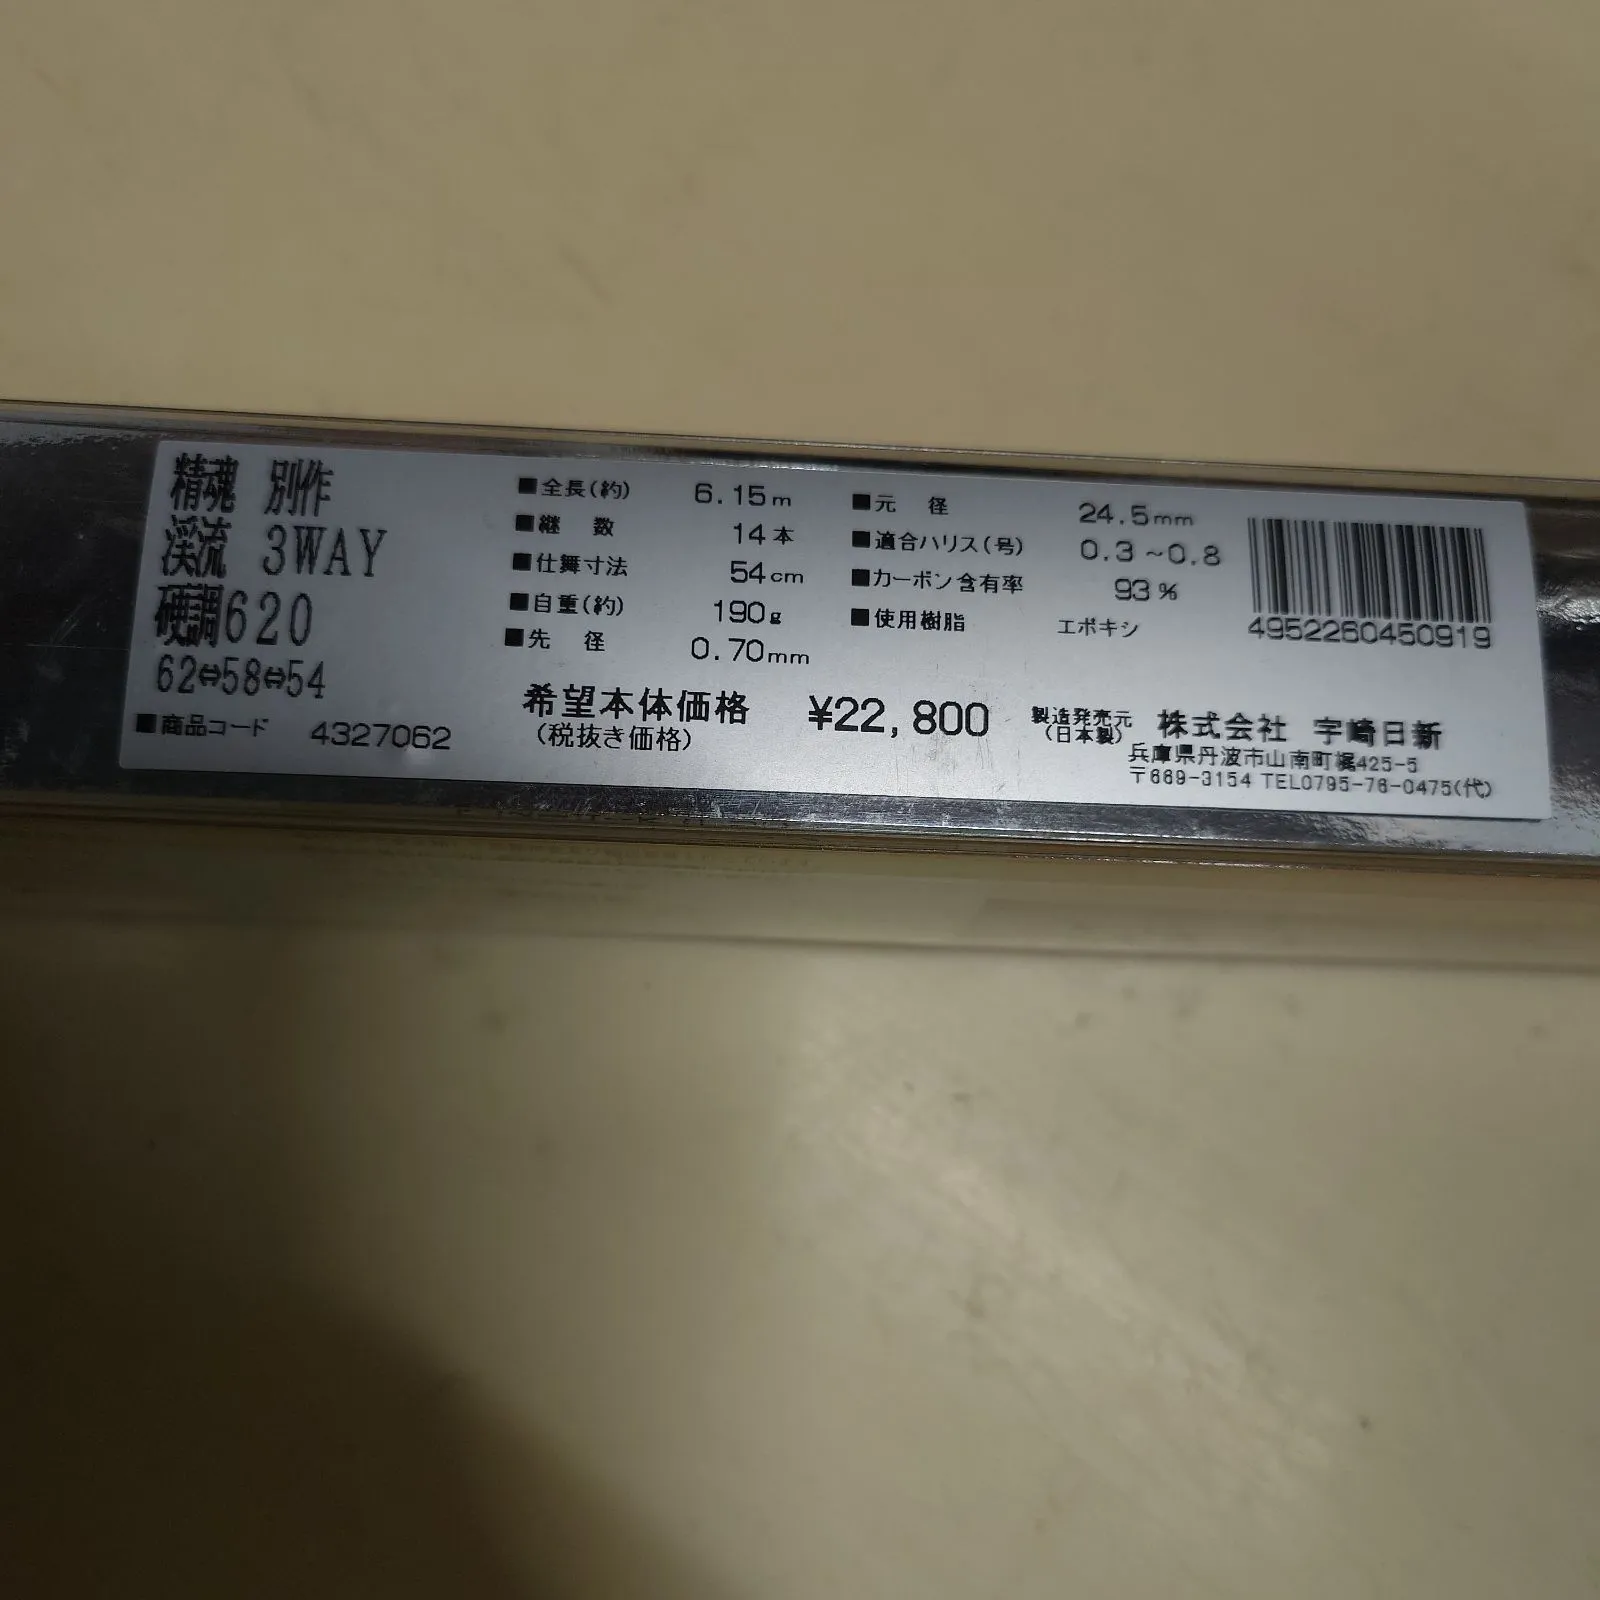 精魂 別作
渓流 3WAY
硬調620
62⇔58⇔54
■商品コード 4327062
■全長(約) 6.15m
■継 数 14本
■仕舞寸法 54cm
■自重(約) 190g
■先 径 0.70mm
■元 径 24.5mm
■適合ハリス(号) 0.3~0.8
■カーボン含有率 93%
■使用樹脂 エポキシ
希望本体価格 ¥22,800
(税抜き価格)
4952260450919
製造発売元 株式会社 宇崎日新
(日本製)
兵庫県丹波市山南町梶425-5
〒669-3154 TEL0795-76-0475(代)